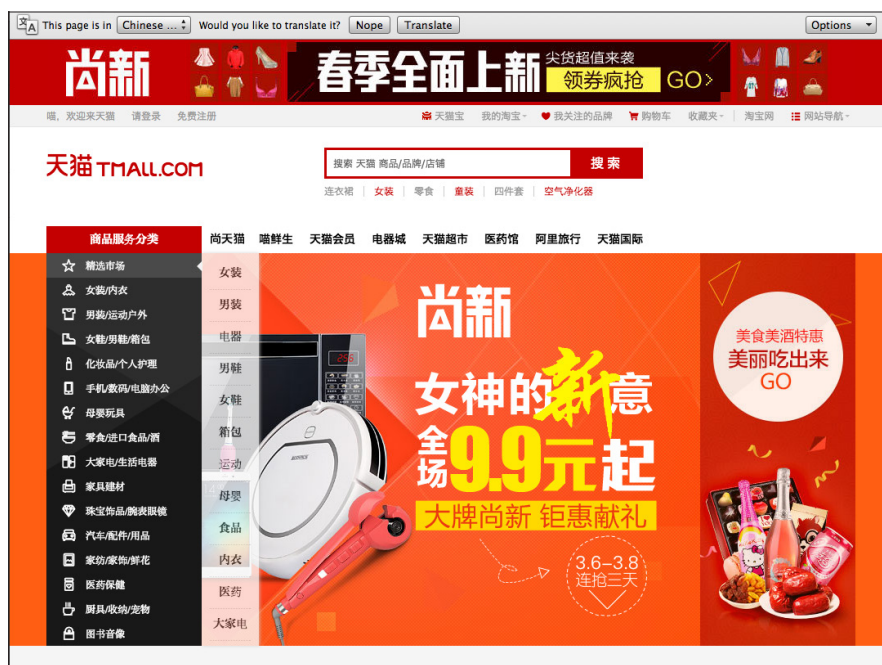 This page is in Chinese ... Would you like to translate it? Nope Translate Options
尚新 春季全面上新 尖货超值来袭 领券疯抢 GO>
喵，欢迎来天猫 请登录 免费注册 天猫宝 我的淘宝 我关注的品牌 购物车 收藏夹 淘宝网 网站导航
天猫 TMALL.COM
搜索 天猫 商品/品牌/店铺 搜索
连衣裙 女装 零食 童装 四件套 空气净化器
商品服务分类 尚天猫 喵鲜生 天猫会员 电器城 天猫超市 医药馆 阿里旅行 天猫国际
精选市场
女装/内衣
男装/运动户外
女鞋/男鞋/箱包
化妆品/个人护理
手机/数码/电脑办公
母婴玩具
零食/进口食品/酒
大家电/生活电器
家具建材
珠宝饰品/腕表眼镜
汽车/配件/用品
家纺/家饰/鲜花
医药保健
厨具/收纳/宠物
图书音像
女装
男装
电器
男鞋
女鞋
箱包
运动
母婴
食品
内衣
医药
大家电
尚新
女神的新意
全场9.9元起
大牌尚新 钜惠献礼
3.6-3.8
连抢三天
美食美酒特惠
美丽吃出来
GO